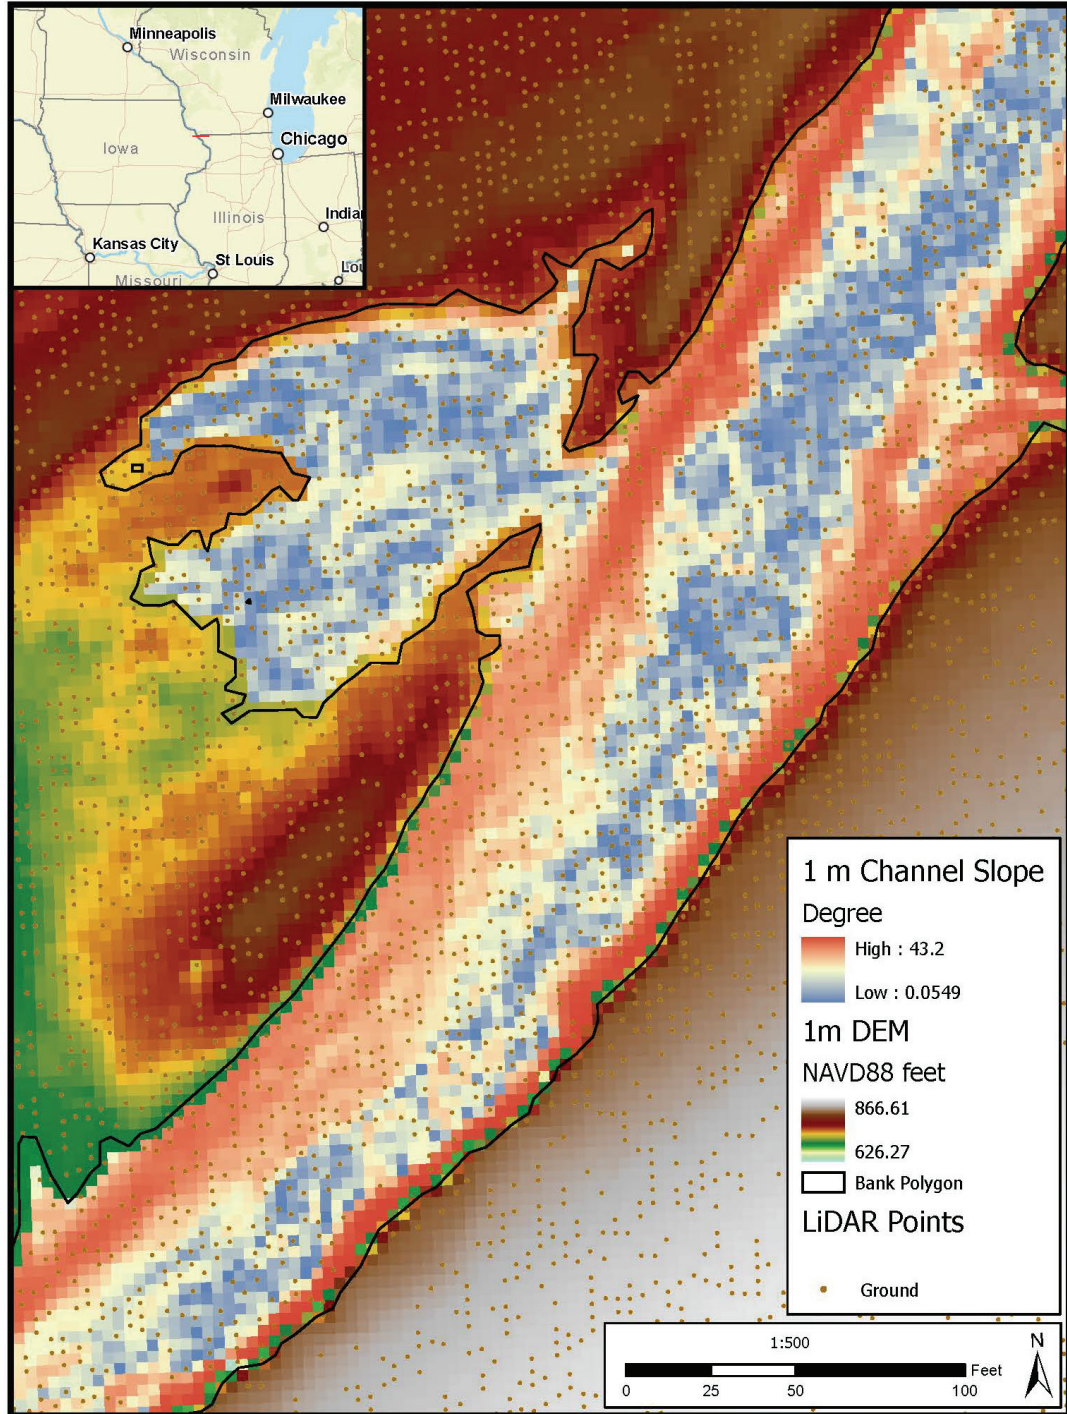 Minneapolis
Wisconsin
Milwaukee
Chicago
Iowa
Illinois
Indian
Kansas City
St Louis
Lou
Missouri
1 m Channel Slope
Degree
High : 43.2
Low : 0.0549
1m DEM
NAVD88 feet
866.61
626.27
Bank Polygon
LiDAR Points
Ground
1:500
N
Feet
0 25 50 100